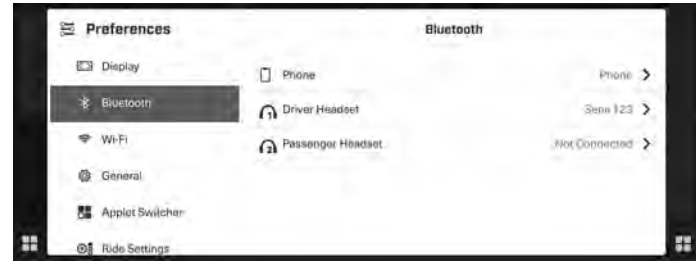 Preferences
Bluetooth
Display
Bluetooth
Wi-Fi
General
Applet Switcher
Ride Settings
Phone
Phone
Driver Headset
Sena 123
Passenger Headset
Not Connected